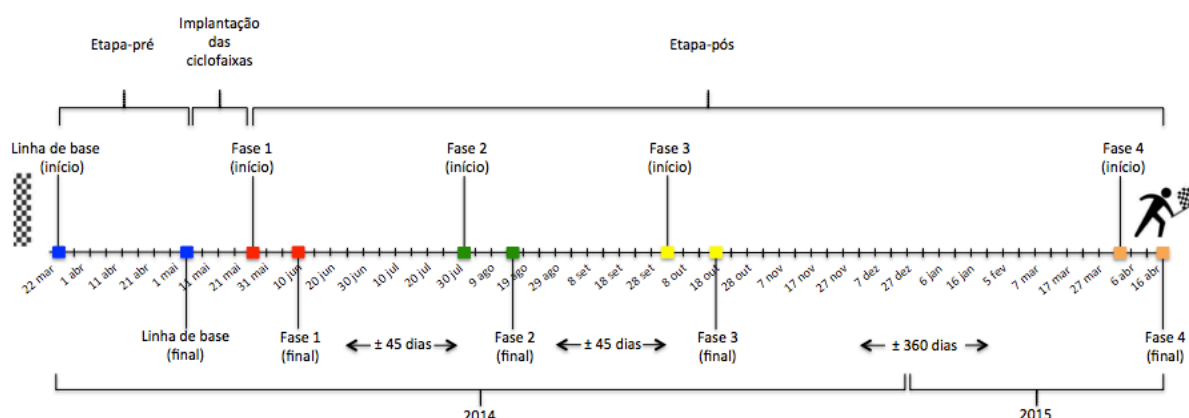 Implantação
das
ciclofaixas
Etapa-pré
Etapa-pós
Linha de base
(início)
Fase 1
(início)
Fase 2
(início)
Fase 3
(início)
Fase 4
(início)
22 mar
1 abr
11 abr
21 abr
1 mai
11 mai
21 mai
31 mai
10 jun
20 jun
30 jun
10 jul
20 jul
30 jul
9 ago
19 ago
29 ago
8 set
18 set
28 set
8 out
18 out
28 out
7 nov
17 nov
27 nov
7 dez
27 dez
6 jan
16 jan
5 fev
7 mar
17 mar
27 mar
6 abr
16 abr
Linha de base
(final)
Fase 1
(final)
± 45 dias
Fase 2
(final)
± 45 dias
Fase 3
(final)
± 360 dias
Fase 4
(final)
2014
2015